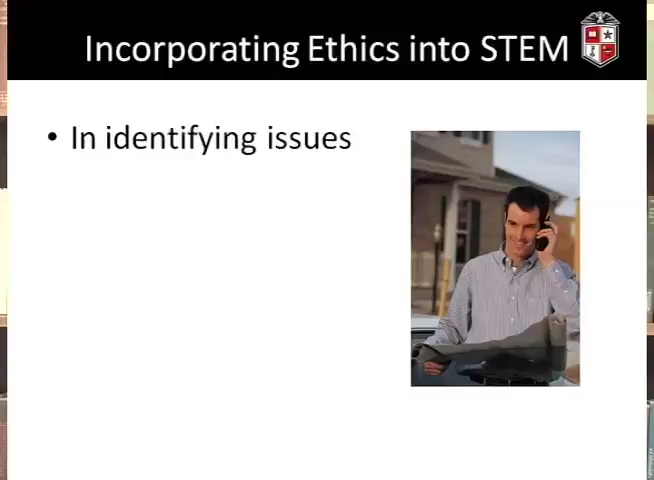 Incorporating Ethics into STEM
• In identifying issues